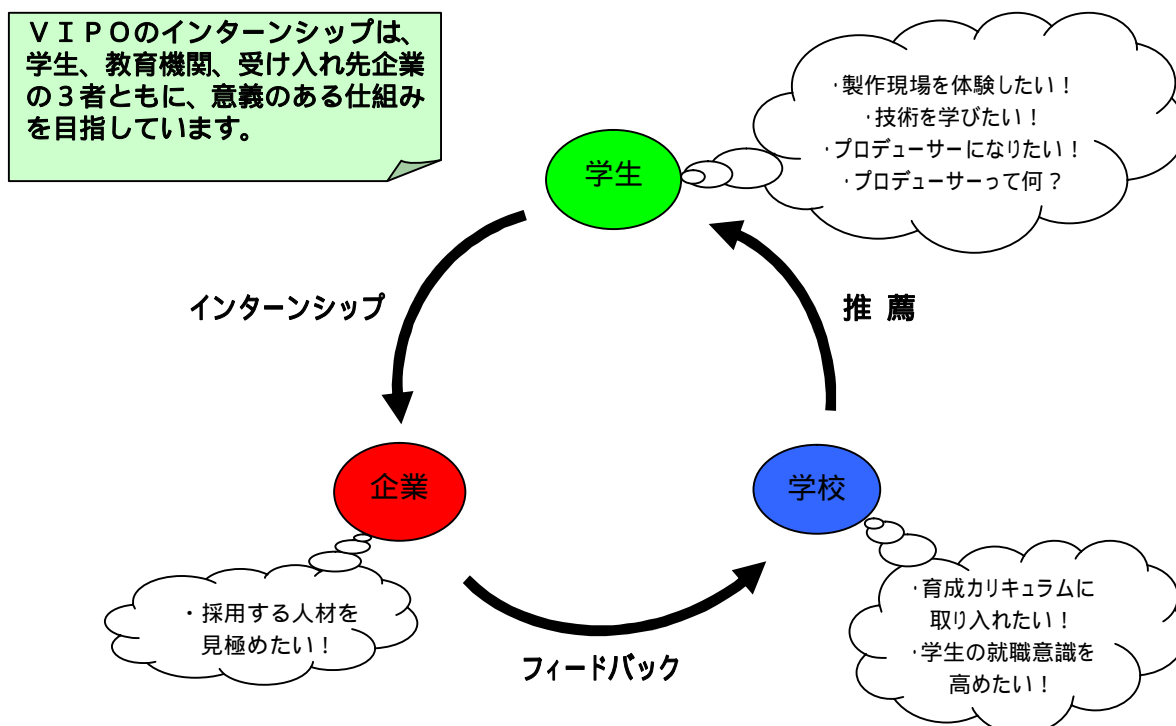 ＶＩＰＯのインターンシップは、
学生、教育機関、受け入れ先企業
の３者ともに、意義のある仕組み
を目指しています。
・製作現場を体験したい！
・技術を学びたい！
・プロデューサーになりたい！
・プロデューサーって何？
学生
インターンシップ
推 薦
企業
学校
・採用する人材を
見極めたい！
・育成カリキュラムに
取り入れたい！
・学生の就職意識を
高めたい！
フィードバック